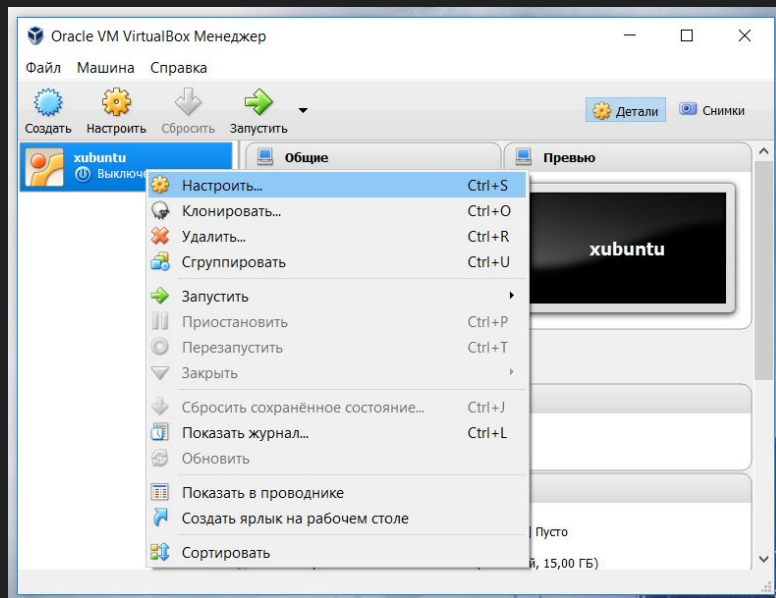 Oracle VM VirtualBox Менеджер
Файл Машина Справка
Создать Настроить Сбросить Запустить Детали Снимки
xubuntu
Выключе
Общие
Превью
xubuntu
Настроить... Ctrl+S
Клонировать... Ctrl+O
Удалить... Ctrl+R
Сгруппировать Ctrl+U
Запустить
Приостановить Ctrl+P
Перезапустить Ctrl+T
Закрыть
Сбросить сохранённое состояние... Ctrl+J
Показать журнал... Ctrl+L
Обновить
Показать в проводнике
Создать ярлык на рабочем столе
Сортировать
Пусто
й, 15,00 ГБ)